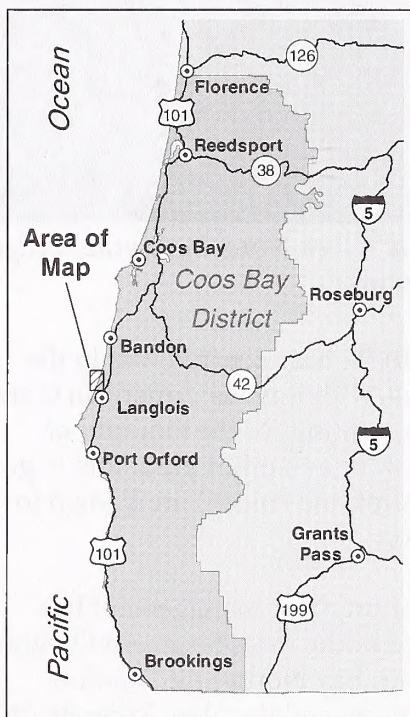 Ocean
126
Florence
101
Reedsport
38
5
Area of
Map
Coos Bay
Coos Bay
District
Roseburg
Bandon
42
Langlois
5
Port Orford
101
Grants
Pass
199
Pacific
Brookings